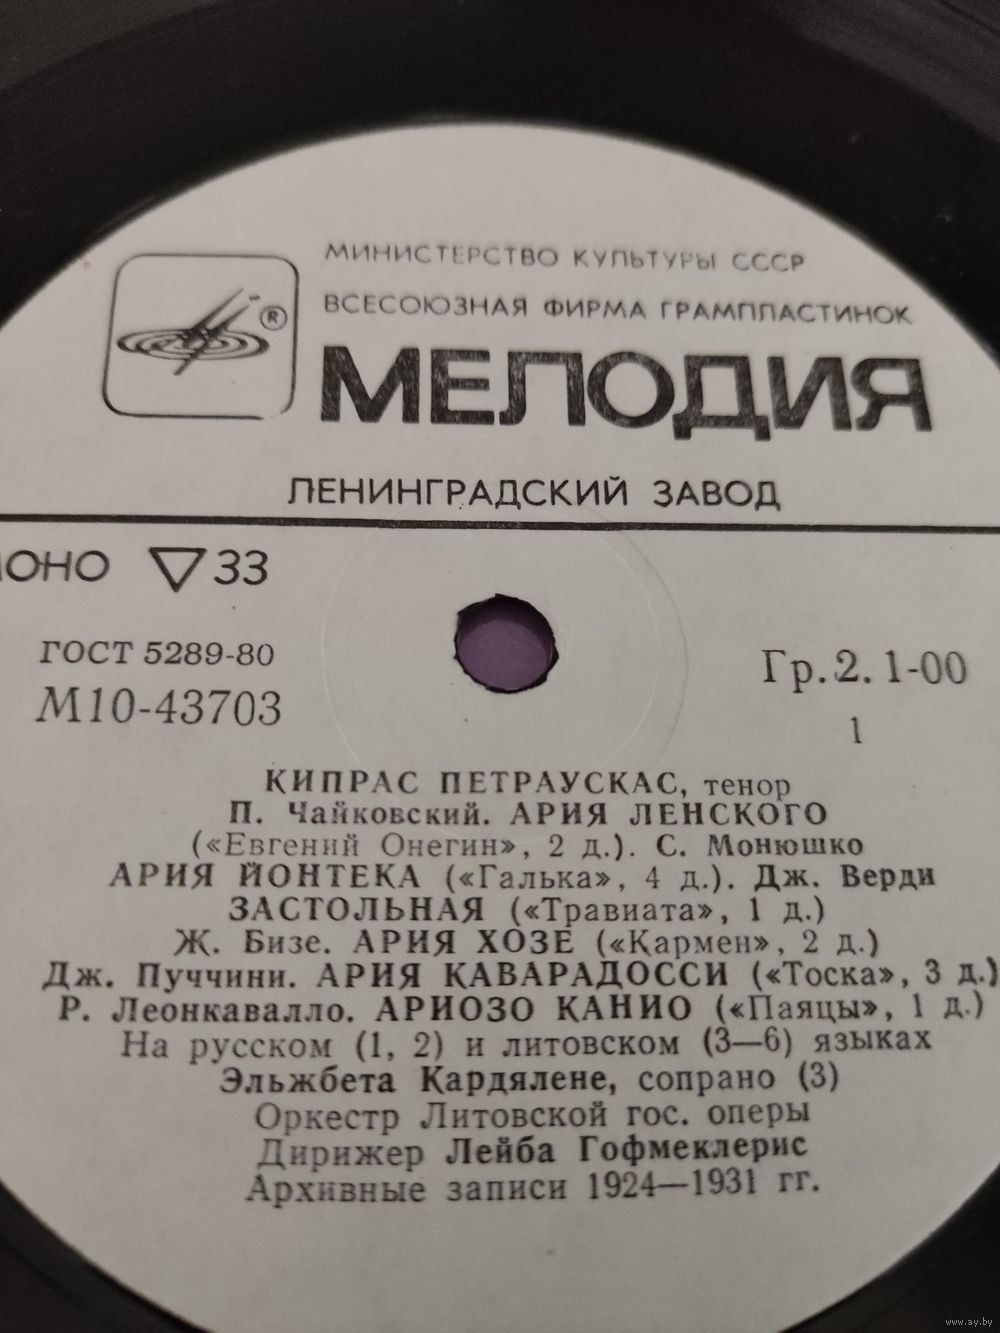 ®
МИНИСТЕРСТВО КУЛЬТУРЫ СССР
ВСЕСОЮЗНАЯ ФИРМА ГРАМПЛАСТИНОК
МЕЛОДИЯ
ЛЕНИНГРАДСКИЙ ЗАВОД
МОНО ▽ 33
ГОСТ 5289-80
М10-43703
Гр.2. 1-00
1
КИПРАС ПЕТРАУСКАС, тенор
П. Чайковский. АРИЯ ЛЕНСКОГО
(«Евгений Онегин», 2 д.). С. Монюшко
АРИЯ ЙОНТЕКА («Галька», 4 д.). Дж. Верди
ЗАСТОЛЬНАЯ («Травиата», 1 д.)
Ж. Бизе. АРИЯ ХОЗЕ («Кармен», 2 д.)
Дж. Пуччини. АРИЯ КАВАРАДОССИ («Тоска», 3 д.)
Р. Леонкавалло. АРИОЗО КАНИО («Паяцы», 1 д.)
На русском (1, 2) и литовском (3—6) языках
Эльжбета Кардялене, сопрано (3)
Оркестр Литовской гос. оперы
Дирижер Лейба Гофмеклерис
Архивные записи 1924—1931 гг.
www.ay.by